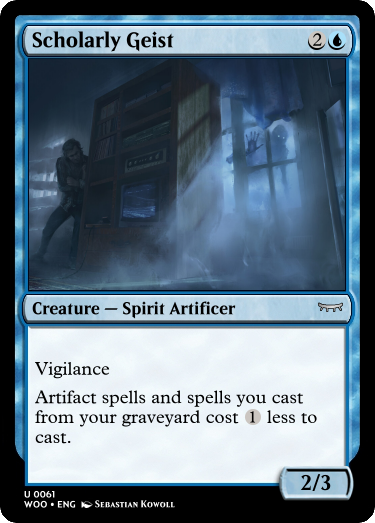 Scholarly Geist 2
Creature — Spirit Artificer
Vigilance
Artifact spells and spells you cast
from your graveyard cost 1 less to
cast.
2/3
U 0061
WOO • ENG Sebastian Kowoll